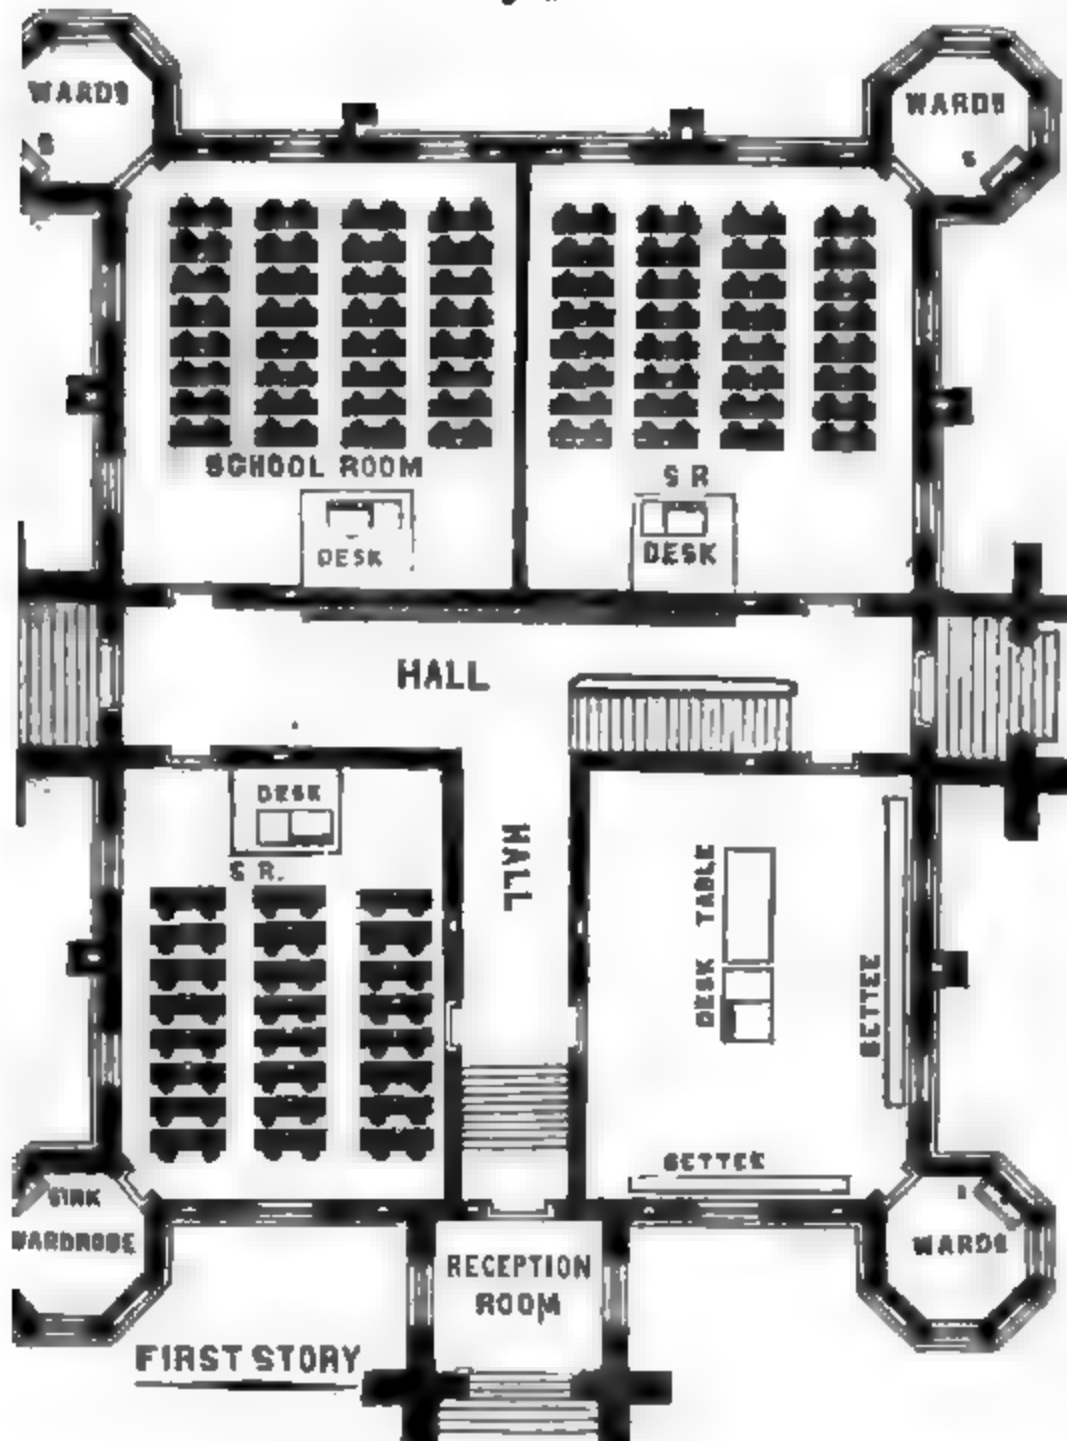 WARDS
WARDS
S
S
SCHOOL ROOM
S R
DESK
DESK
HALL
DESK
S R.
HALL
DESK TABLE
SETTEE
SETTEE
SINK
WARDROBE
S
WARDS
RECEPTION
ROOM
FIRST STORY